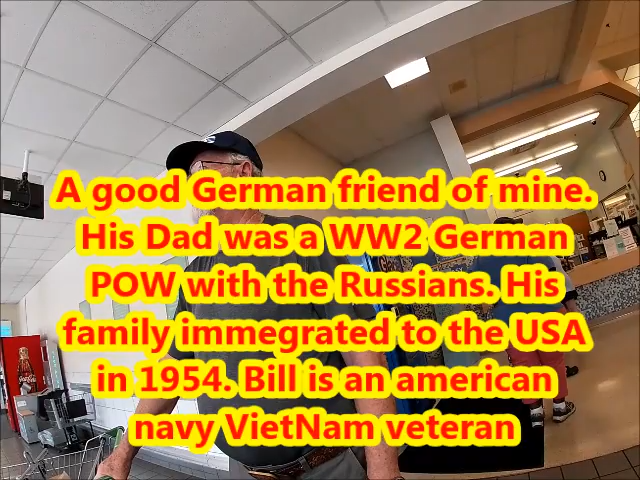 A good German friend of mine.
His Dad was a WW2 German
POW with the Russians. His
family immegrated to the USA
in 1954. Bill is an american
navy VietNam veteran